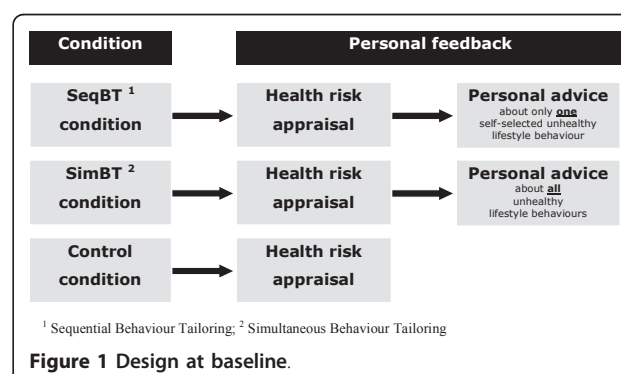 Condition
Personal feedback
SeqBT 1
condition
Health risk
appraisal
Personal advice
about only one
self-selected unhealthy
lifestyle behaviour
SimBT 2
condition
Health risk
appraisal
Personal advice
about all
unhealthy
lifestyle behaviours
Control
condition
Health risk
appraisal
1 Sequential Behaviour Tailoring; 2 Simultaneous Behaviour Tailoring
Figure 1 Design at baseline.